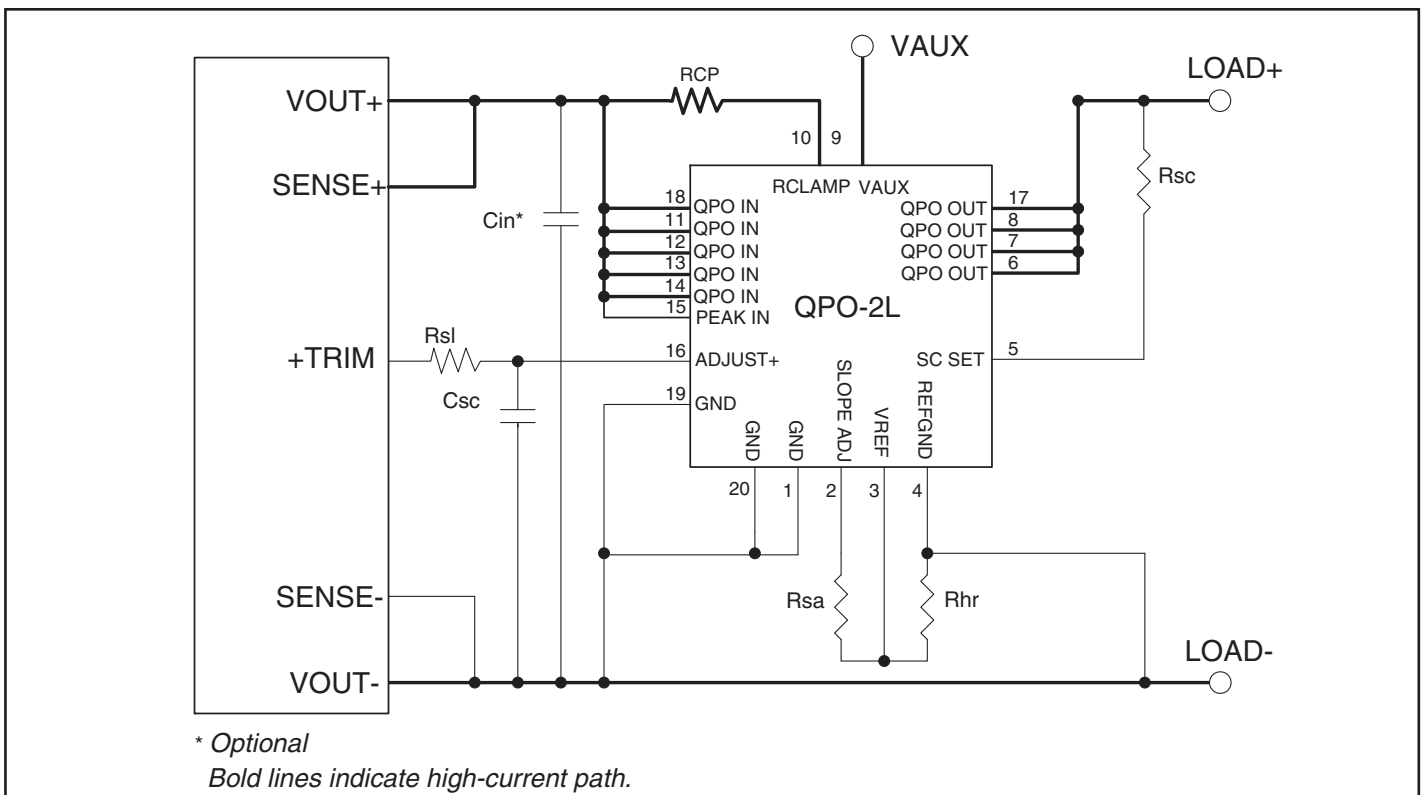 VAUX
LOAD+
RCP
VOUT+
10 9
SENSE+
RCLAMP VAUX
Rsc
18 QPO IN
QPO OUT 17
Cin*
11 QPO IN
QPO OUT 8
12 QPO IN
QPO OUT 7
13 QPO IN
QPO OUT 6
14 QPO IN
QPO-2L
15 PEAK IN
Rsl
+TRIM
16 ADJUST+
SC SET 5
Csc
19 GND
GND
GND
SLOPE ADJ
VREF
REFGND
20 1 2 3 4
SENSE-
Rsa
Rhr
LOAD-
VOUT-
* Optional
Bold lines indicate high-current path.